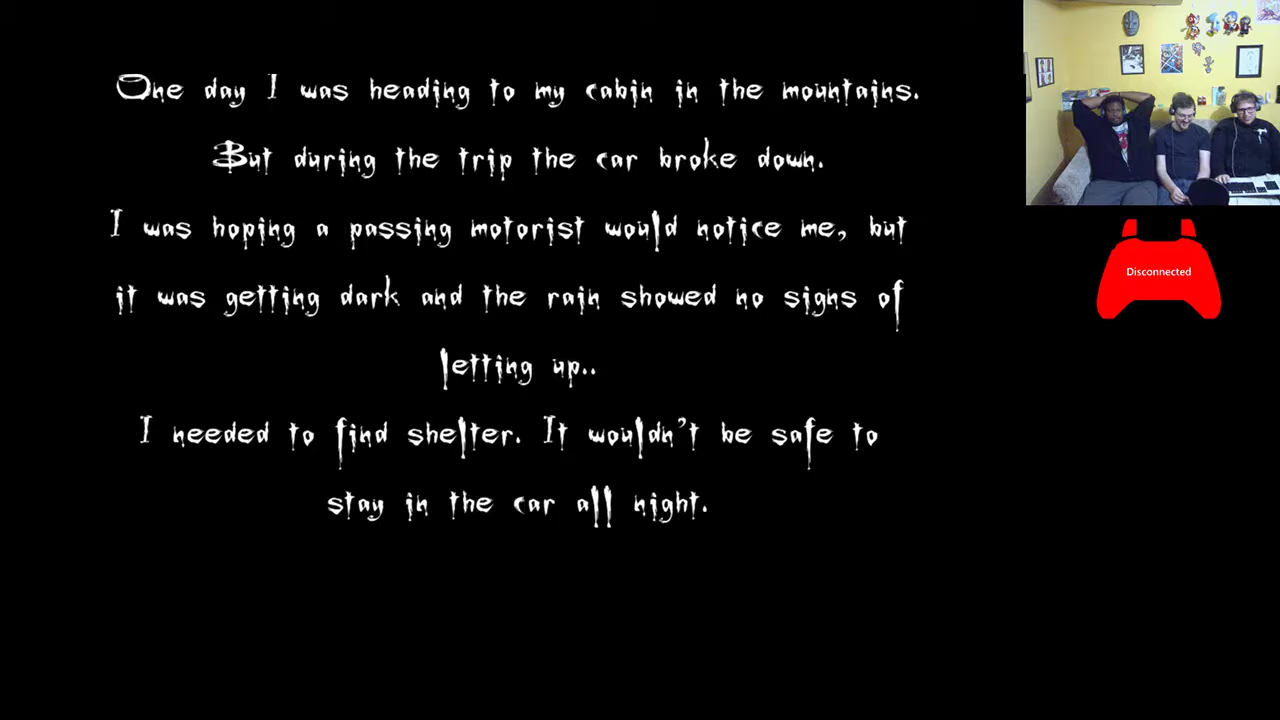 One day I was heading to my cabin in the mountains.
But during the trip the car broke down.
I was hoping a passing motorist would notice me, but
it was getting dark and the rain showed no signs of
letting up..
I needed to find shelter. It wouldn't be safe to
stay in the car all night.
Disconnected